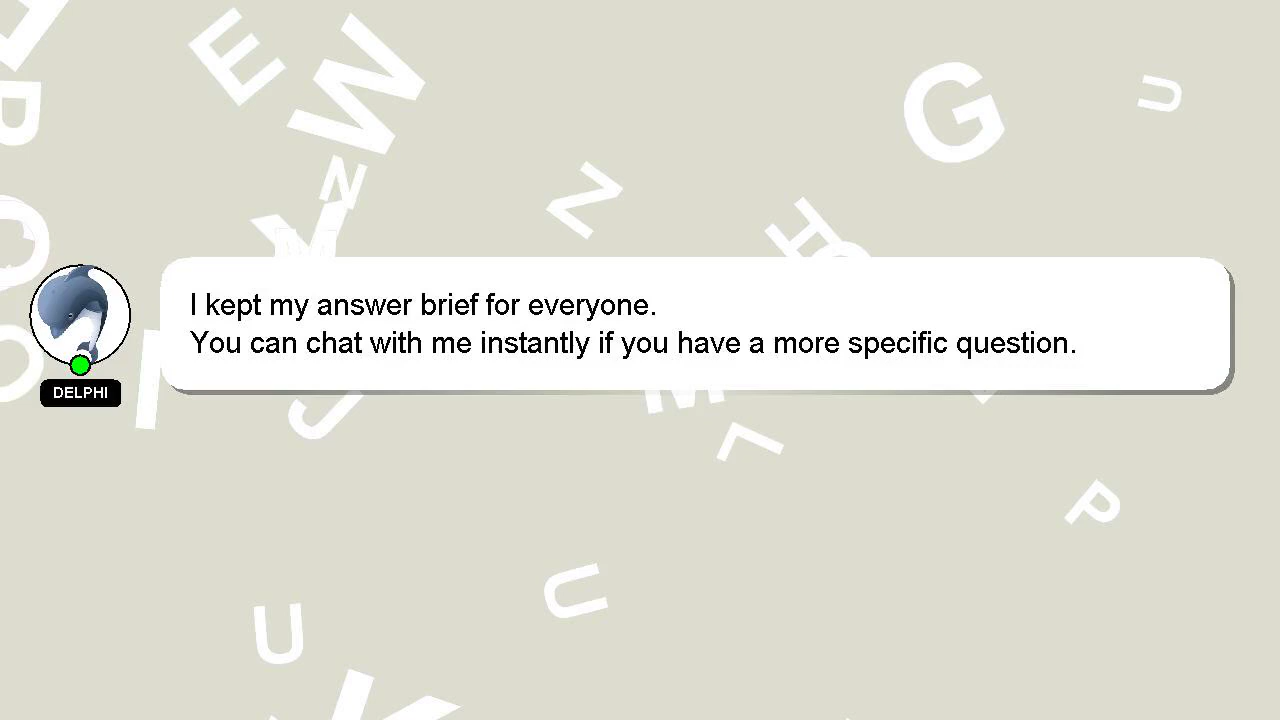 I kept my answer brief for everyone.
You can chat with me instantly if you have a more specific question.
DELPHI
E
W
G
U
N
Z
H
J
M
L
P
U
U
K